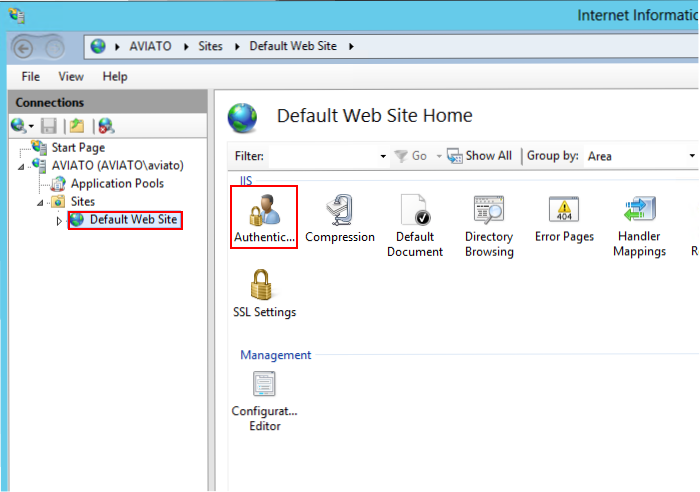 Internet Informatic
AVIATO Sites Default Web Site
File View Help
Connections
Start Page
AVIATO (AVIATO\aviato)
Application Pools
Sites
Default Web Site
Default Web Site Home
Filter: Go Show All Group by: Area
IIS
Authentic... Compression Default Document Directory Browsing Error Pages Handler Mappings R
404
SSL Settings
Management
Configurat... Editor